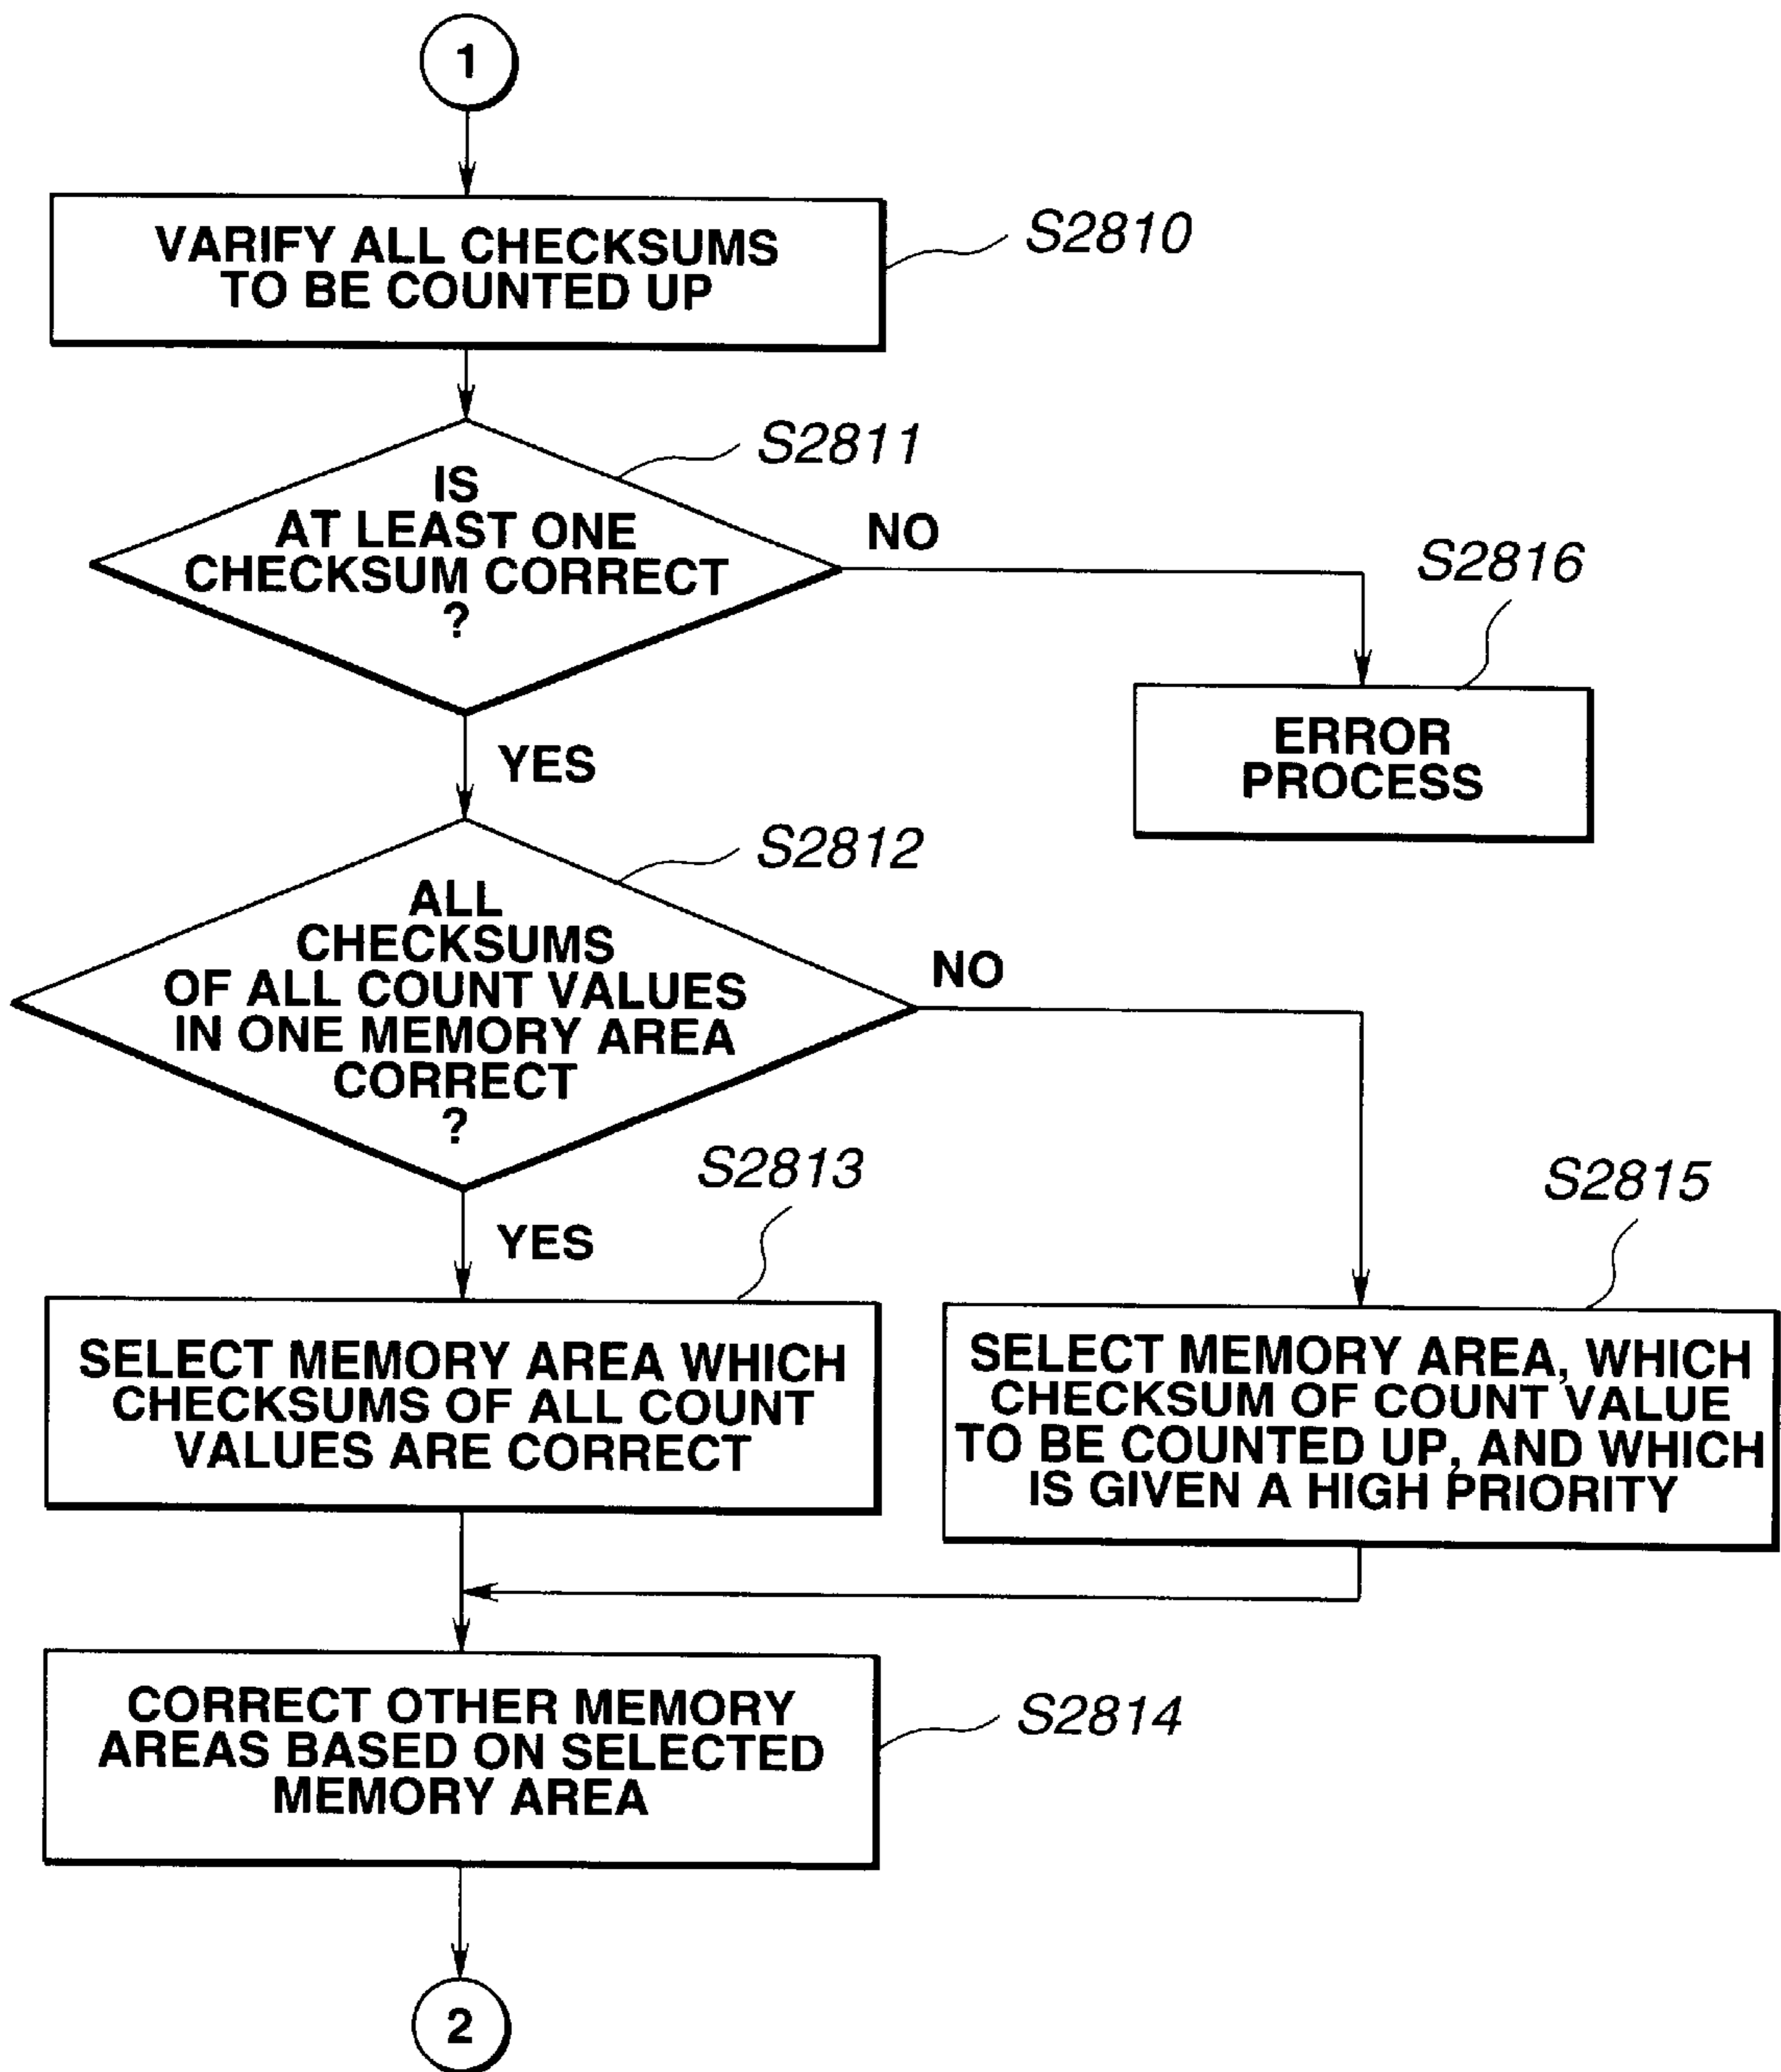 1
VARIFY ALL CHECKSUMS
TO BE COUNTED UP
S2810
S2811
IS
AT LEAST ONE
CHECKSUM CORRECT
?
NO
S2816
ERROR
PROCESS
YES
S2812
ALL
CHECKSUMS
OF ALL COUNT VALUES
IN ONE MEMORY AREA
CORRECT
?
NO
S2813
S2815
YES
SELECT MEMORY AREA WHICH
CHECKSUMS OF ALL COUNT
VALUES ARE CORRECT
SELECT MEMORY AREA, WHICH
CHECKSUM OF COUNT VALUE
TO BE COUNTED UP, AND WHICH
IS GIVEN A HIGH PRIORITY
CORRECT OTHER MEMORY
AREAS BASED ON SELECTED
MEMORY AREA
S2814
2